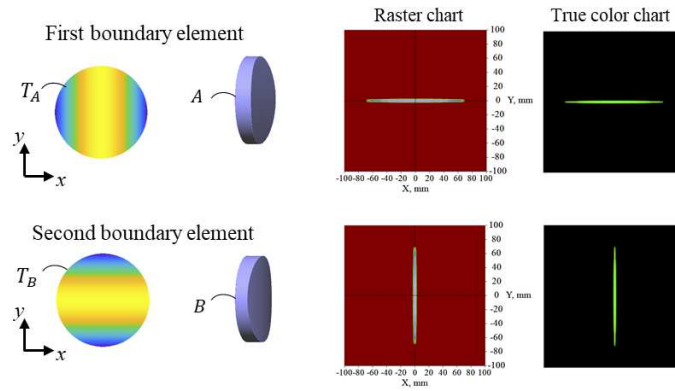 First boundary element
Raster chart
True color chart
T_A
A
y
x
100
80
60
40
20
0 Y, mm
-20
-40
-60
-80
-100
-100 -80 -60 -40 -20 0 20 40 60 80 100
X, mm
Second boundary element
T_B
B
y
x
100
80
60
40
20
0 Y, mm
-20
-40
-60
-80
-100
-100 -80 -60 -40 -20 0 20 40 60 80 100
X, mm